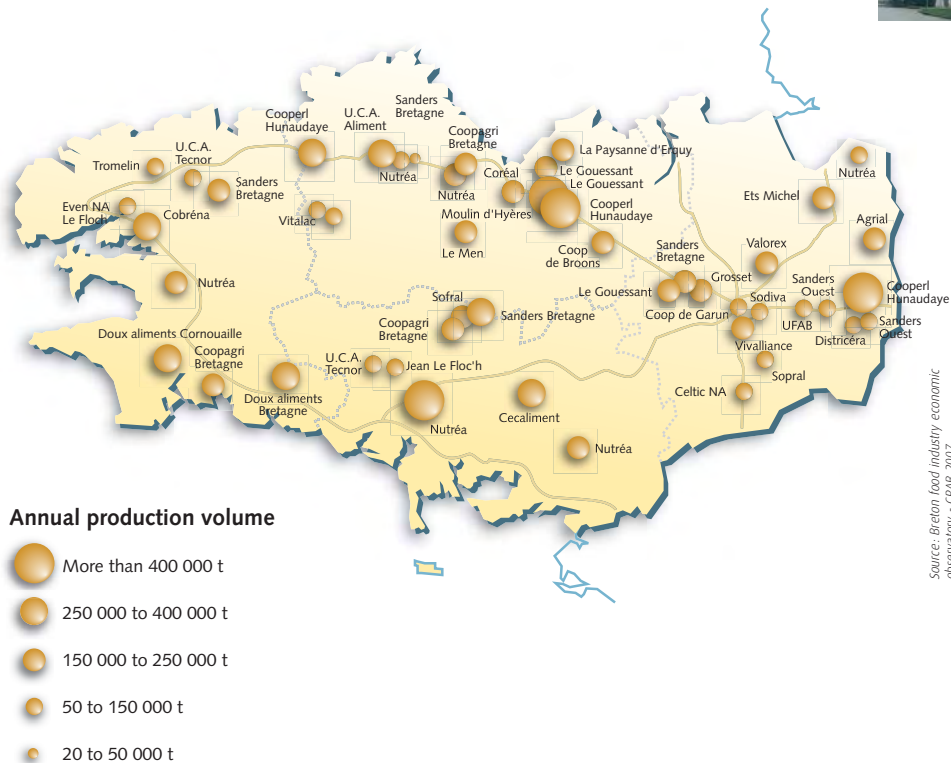 Sanders
Bretagne
Cooperl
Hunaudaye
U.C.A.
Aliment
Coopagri
Bretagne
La Paysanne d'Erquy
U.C.A.
Tecnor
Tromelin
Nutréa
Coréal
Le Gouessant
Le Gouessant
Nutréa
Sanders
Bretagne
Nutréa
Ets Michel
Even NA
Le Floch
Cobréna
Vitalac
Moulin d'Hyères
Cooperl
Hunaudaye
Agrial
Le Men
Coop
de Broons
Sanders
Bretagne
Valorex
Nutréa
Le Gouessant
Grosset
Sanders
Ouest
Cooperl
Hunaudaye
Sofral
Sanders Bretagne
Coop de Garun
Sodiva
UFAB
Sanders
Ouest
Coopagri
Bretagne
Districéra
Doux aliments Cornouaille
Vivalliance
Coopagri
Bretagne
U.C.A.
Tecnor
Jean Le Floc'h
Sopral
Doux aliments
Bretagne
Celtic NA
Cecaliment
Nutréa
Nutréa
Annual production volume
More than 400 000 t
250 000 to 400 000 t
150 000 to 250 000 t
50 to 150 000 t
20 to 50 000 t
Source: Breton food industry economic
observatory - CRAB 2007